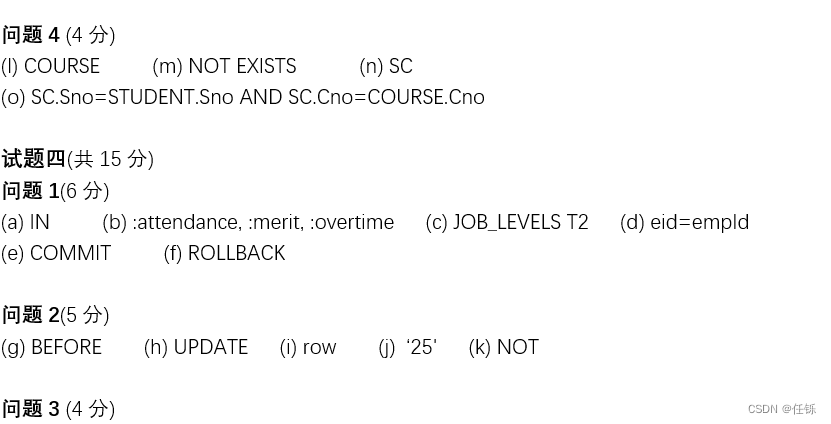 问题 4 (4 分)
(l) COURSE (m) NOT EXISTS (n) SC
(o) SC.Sno=STUDENT.Sno AND SC.Cno=COURSE.Cno
试题四(共 15 分)
问题 1(6 分)
(a) IN (b) :attendance, :merit, :overtime (c) JOB_LEVELS T2 (d) eid=empId
(e) COMMIT (f) ROLLBACK
问题 2(5 分)
(g) BEFORE (h) UPDATE (i) row (j) ‘25’ (k) NOT
问题 3 (4 分)
CSDN @任铄